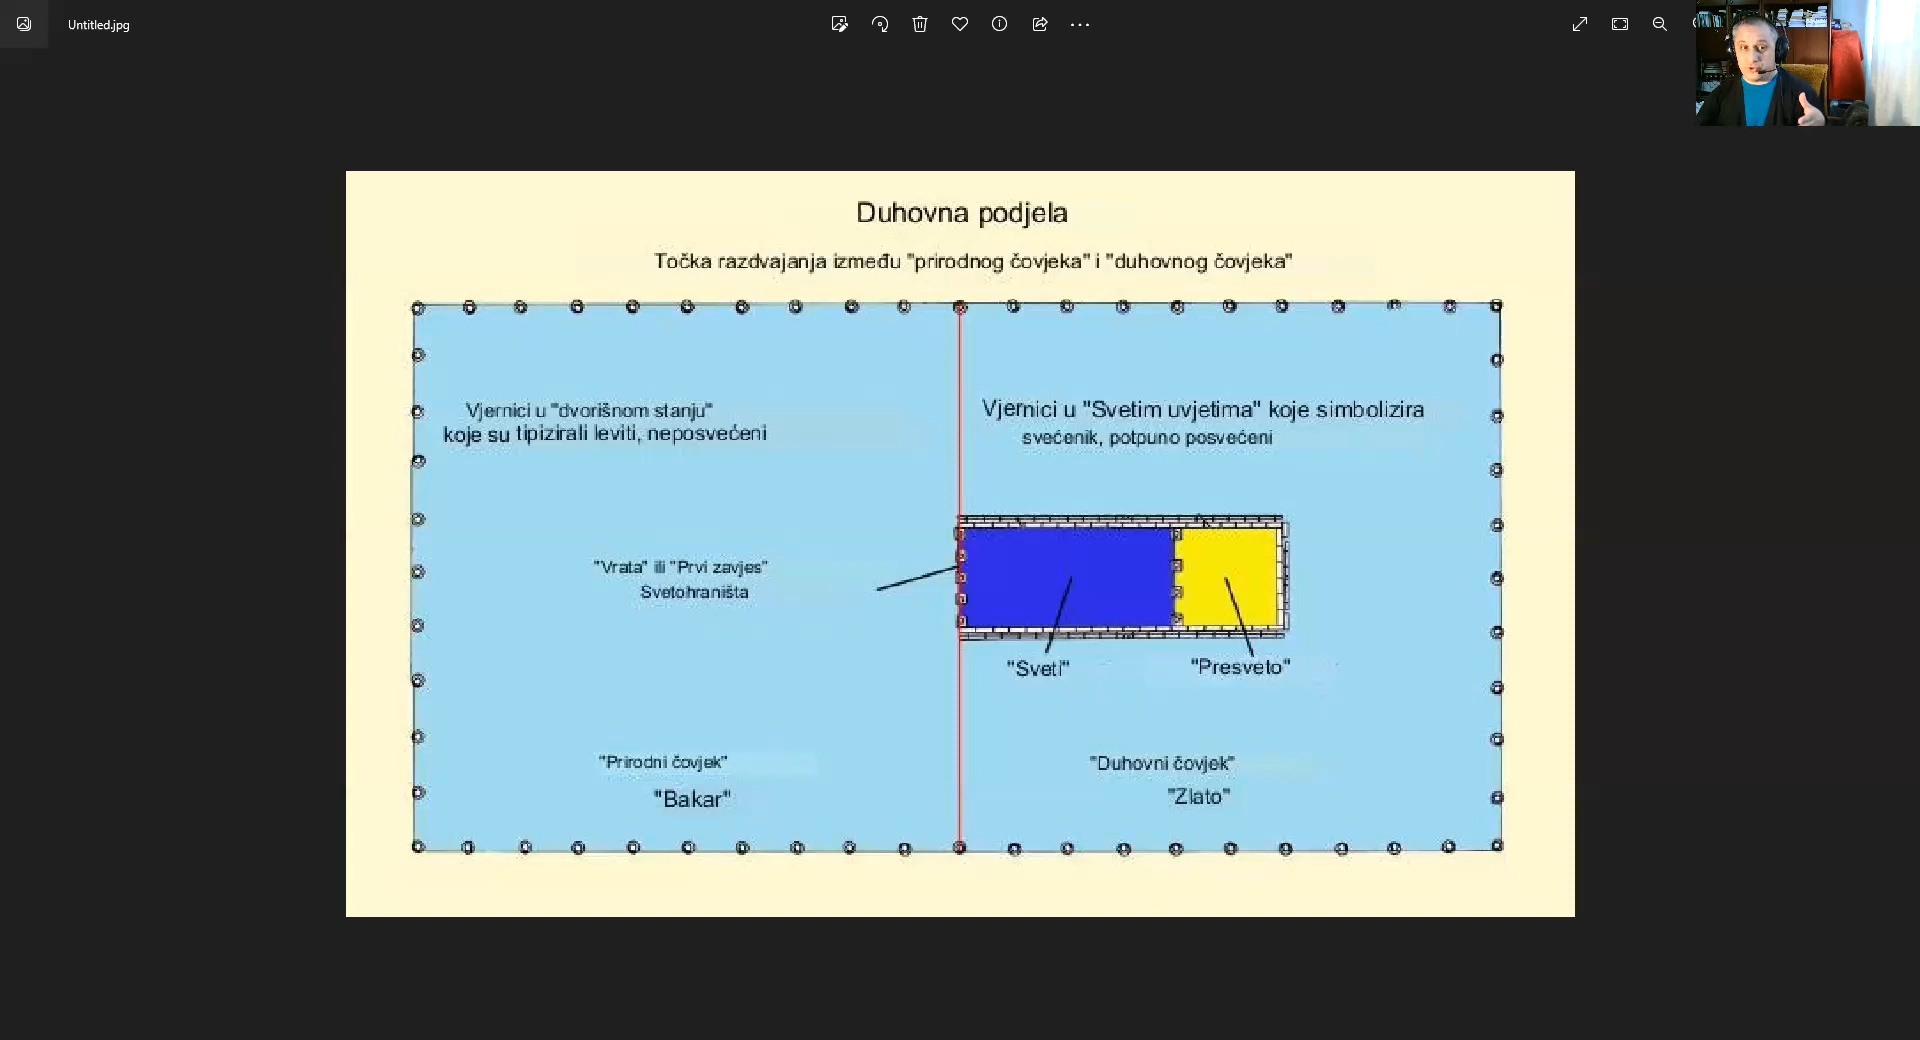 Untitled.jpg
Duhovna podjela
Točka razdvajanja između "prirodnog čovjeka" i "duhovnog čovjeka"
Vjernici u "dvorišnom stanju"
koje su tipizirali leviti, neposvećeni
Vjernici u "Svetim uvjetima" koje simbolizira
svećenik, potpuno posvećeni
"Vrata" ili "Prvi zavjes"
Svetohraništa
"Sveti"
"Presveto"
"Prirodni čovjek"
"Bakar"
"Duhovni čovjek"
"Zlato"